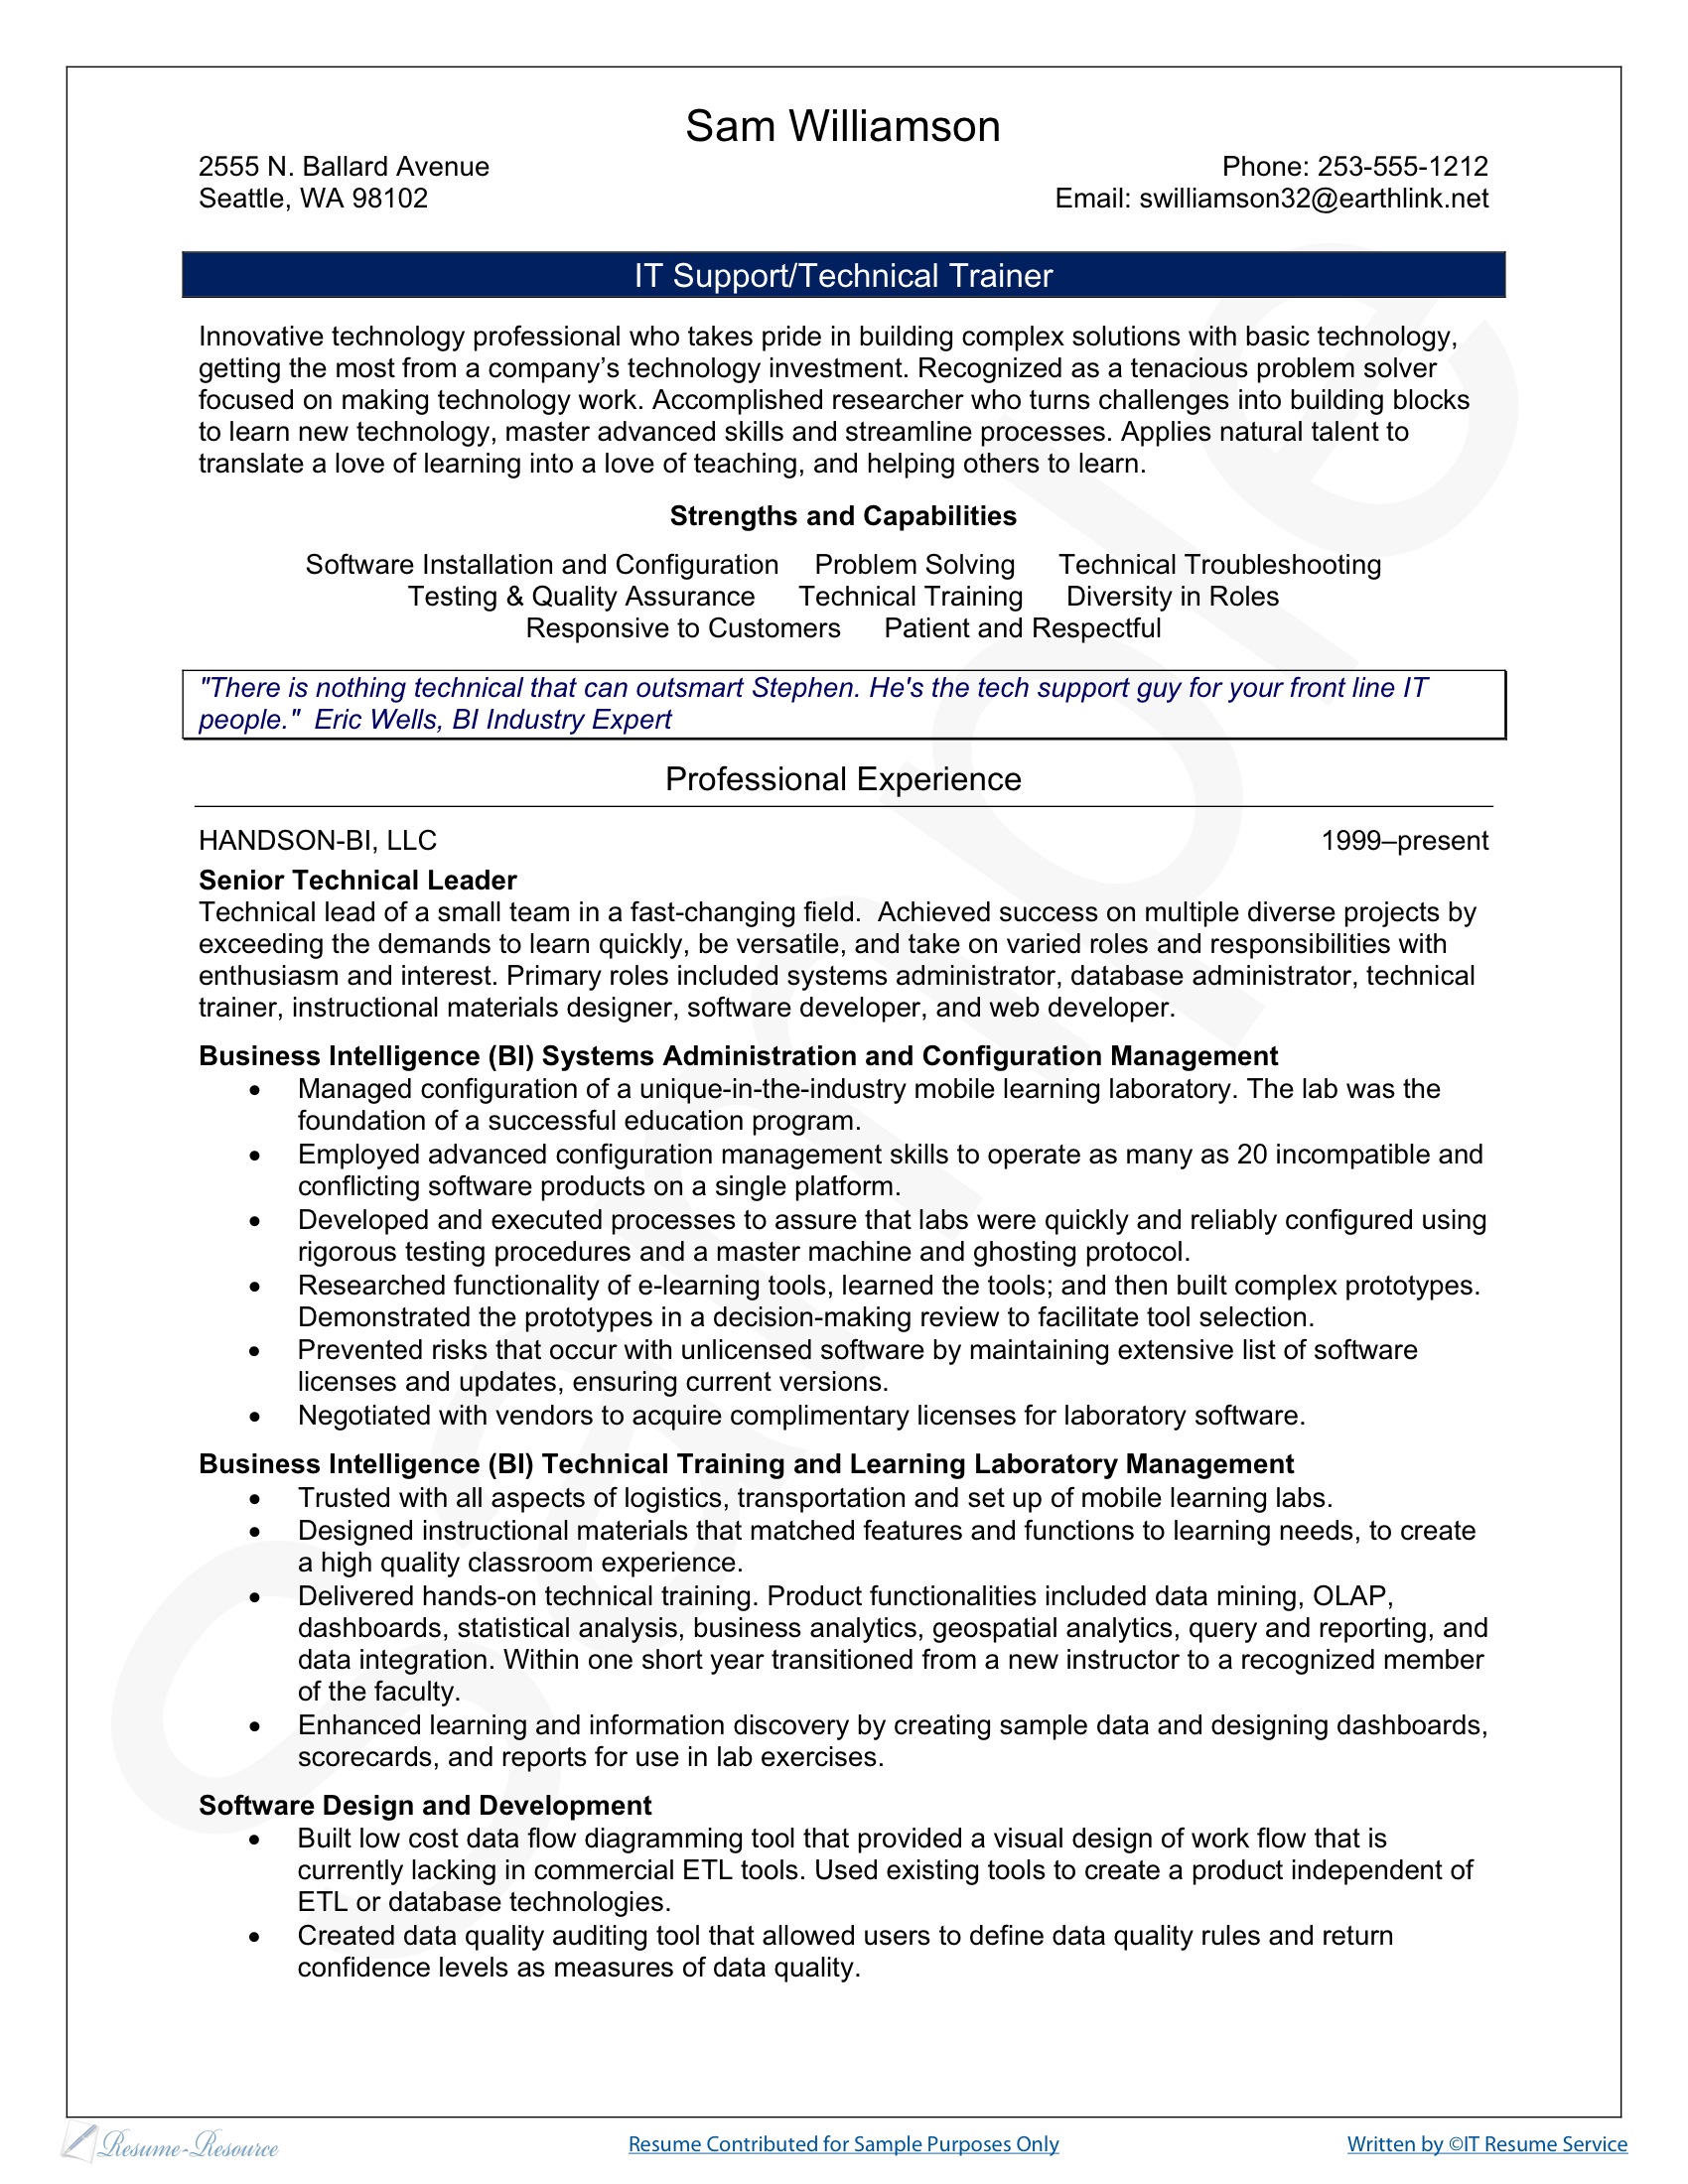 Sam Williamson
2555 N. Ballard Avenue Phone: 253-555-1212
Seattle, WA 98102 Email: swilliamson32@earthlink.net
IT Support/Technical Trainer
Innovative technology professional who takes pride in building complex solutions with basic technology,
getting the most from a company’s technology investment. Recognized as a tenacious problem solver
focused on making technology work. Accomplished researcher who turns challenges into building blocks
to learn new technology, master advanced skills and streamline processes. Applies natural talent to
translate a love of learning into a love of teaching, and helping others to learn.
Strengths and Capabilities
Software Installation and Configuration Problem Solving Technical Troubleshooting
Testing & Quality Assurance Technical Training Diversity in Roles
Responsive to Customers Patient and Respectful
"There is nothing technical that can outsmart Stephen. He's the tech support guy for your front line IT
people." Eric Wells, BI Industry Expert
Professional Experience
HANDSON-BI, LLC 1999–present
Senior Technical Leader
Technical lead of a small team in a fast-changing field. Achieved success on multiple diverse projects by
exceeding the demands to learn quickly, be versatile, and take on varied roles and responsibilities with
enthusiasm and interest. Primary roles included systems administrator, database administrator, technical
trainer, instructional materials designer, software developer, and web developer.
Business Intelligence (BI) Systems Administration and Configuration Management
• Managed configuration of a unique-in-the-industry mobile learning laboratory. The lab was the
foundation of a successful education program.
• Employed advanced configuration management skills to operate as many as 20 incompatible and
conflicting software products on a single platform.
• Developed and executed processes to assure that labs were quickly and reliably configured using
rigorous testing procedures and a master machine and ghosting protocol.
• Researched functionality of e-learning tools, learned the tools; and then built complex prototypes.
Demonstrated the prototypes in a decision-making review to facilitate tool selection.
• Prevented risks that occur with unlicensed software by maintaining extensive list of software
licenses and updates, ensuring current versions.
• Negotiated with vendors to acquire complimentary licenses for laboratory software.
Business Intelligence (BI) Technical Training and Learning Laboratory Management
• Trusted with all aspects of logistics, transportation and set up of mobile learning labs.
• Designed instructional materials that matched features and functions to learning needs, to create
a high quality classroom experience.
• Delivered hands-on technical training. Product functionalities included data mining, OLAP,
dashboards, statistical analysis, business analytics, geospatial analytics, query and reporting, and
data integration. Within one short year transitioned from a new instructor to a recognized member
of the faculty.
• Enhanced learning and information discovery by creating sample data and designing dashboards,
scorecards, and reports for use in lab exercises.
Software Design and Development
• Built low cost data flow diagramming tool that provided a visual design of work flow that is
currently lacking in commercial ETL tools. Used existing tools to create a product independent of
ETL or database technologies.
• Created data quality auditing tool that allowed users to define data quality rules and return
confidence levels as measures of data quality.
Sample
Resume-Resource Resume Contributed for Sample Purposes Only Written by ©IT Resume Service